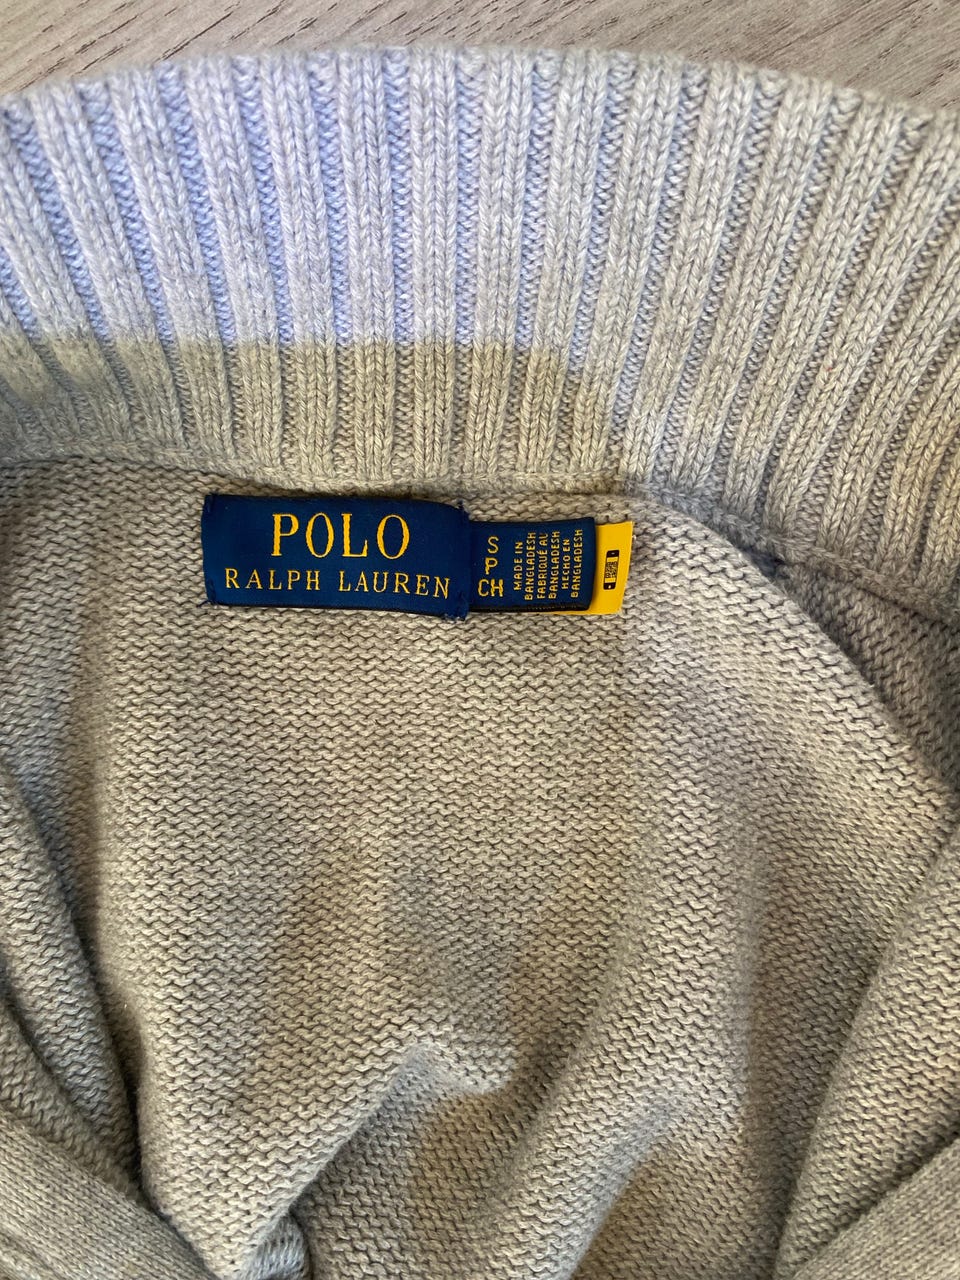 POLO
RALPH LAUREN
S
P
CH
MADE IN
BANGLADESH
FABRIQUÉ AU
BANGLADESH
HECHO EN
BANGLADESH